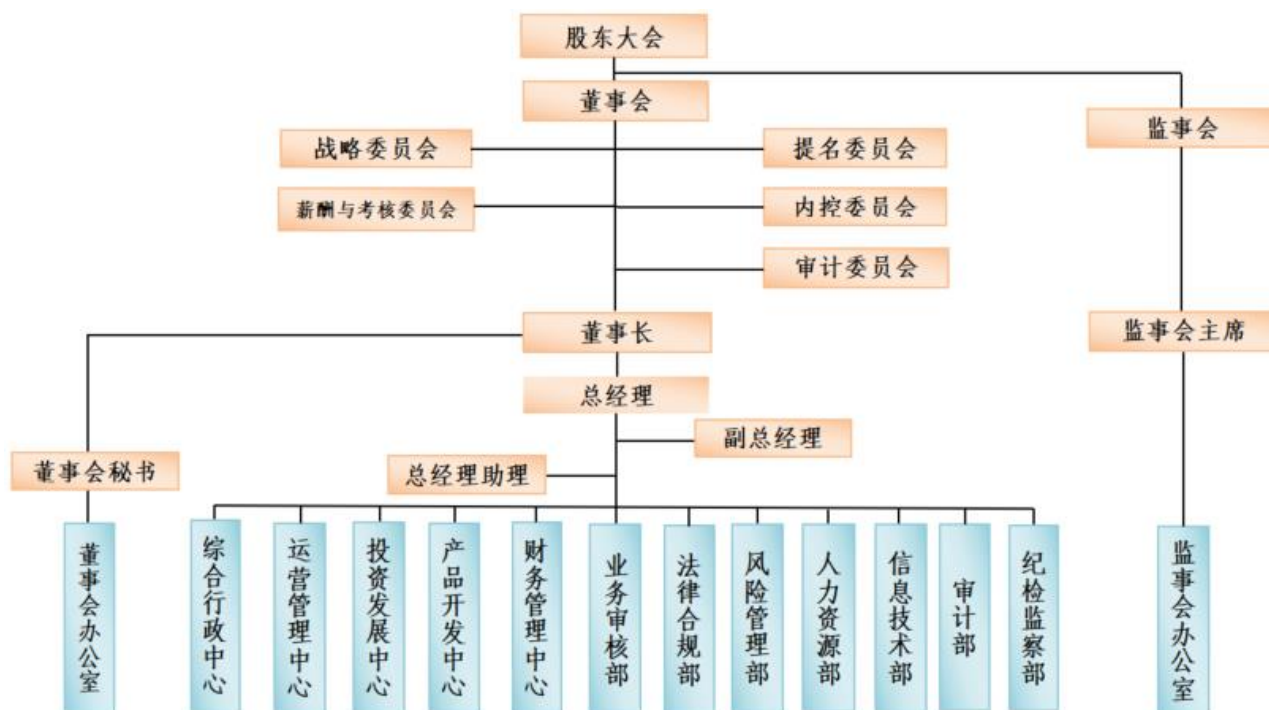 股东大会
董事会
监事会
战略委员会
提名委员会
薪酬与考核委员会
内控委员会
审计委员会
董事长
监事会主席
总经理
副总经理
董事会秘书
总经理助理
董事会办公室
综合行政中心
运营管理中心
投资发展中心
产品开发中心
财务管理中心
业务审核部
法律合规部
风险管理部
人力资源部
信息技术部
审计部
纪检监察部
监事会办公室